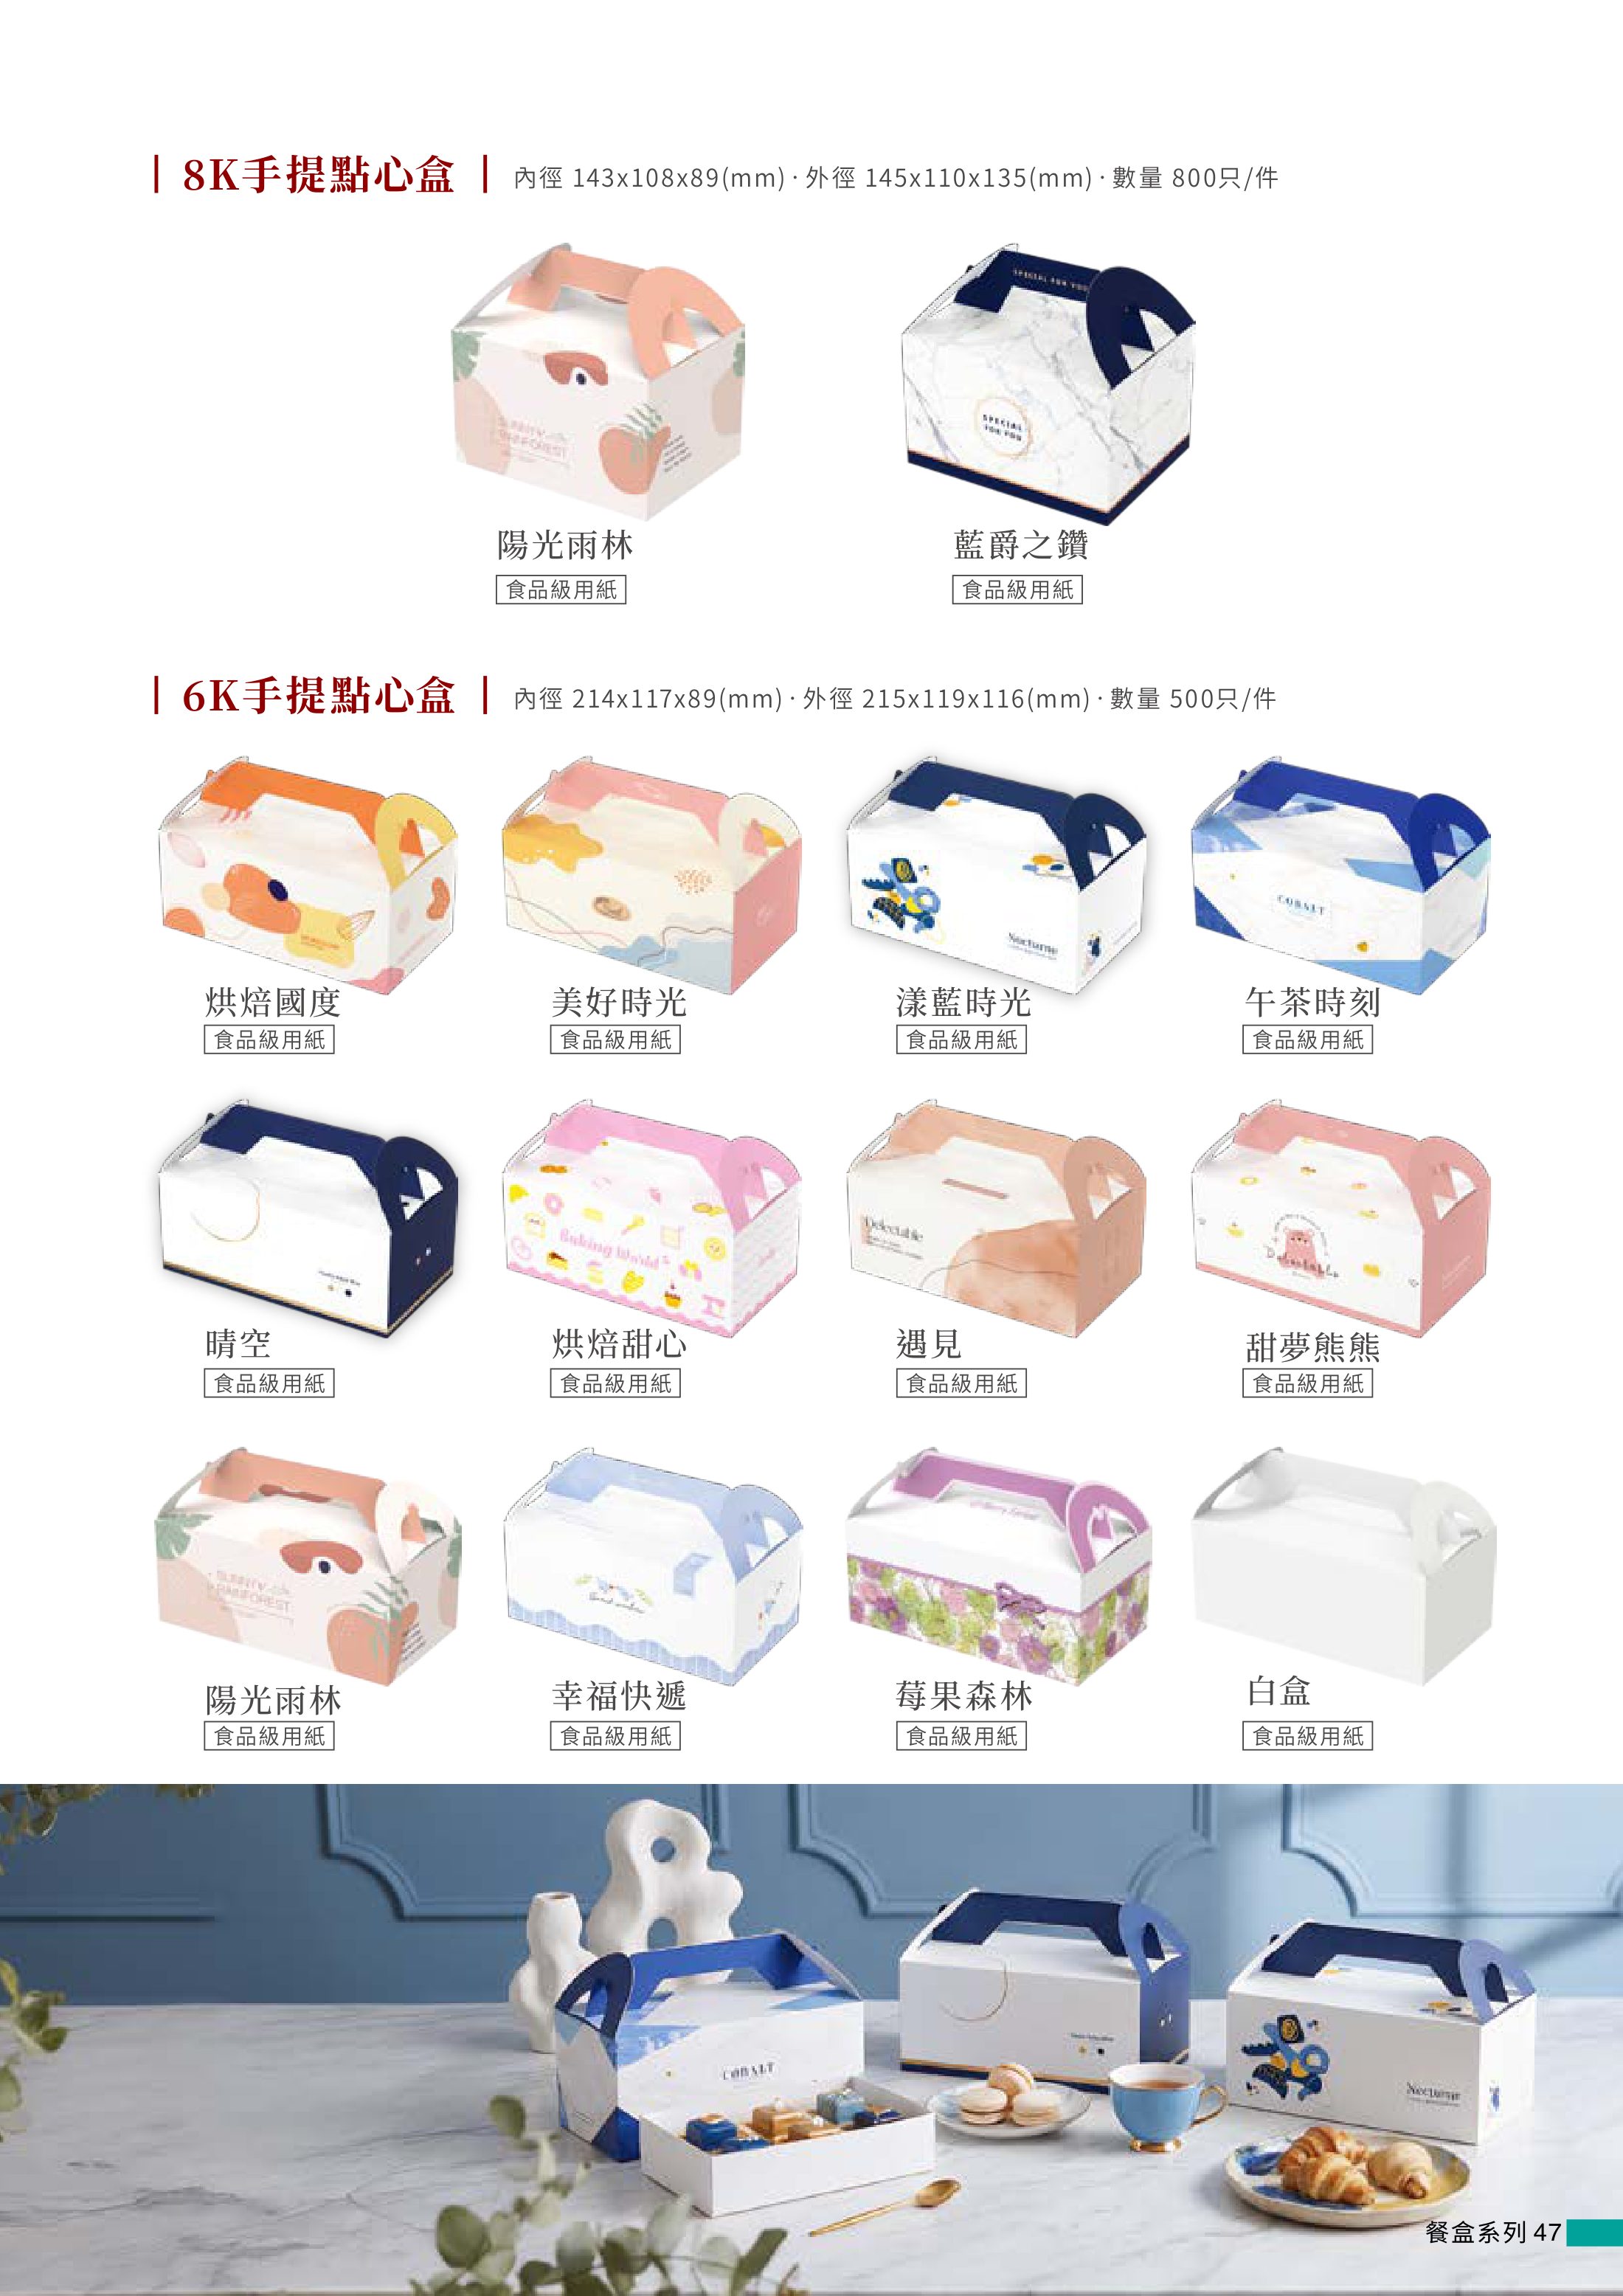 8K手提點心盒
內徑 143x108x89(mm)·外徑 145x110x135(mm)·數量 800只/件
SPECIAL FOR YOU
SUNNY
RAINFOREST
SPECIAL
FOR YOU
陽光雨林
藍爵之鑽
食品級用紙
食品級用紙
6K手提點心盒
內徑 214x117x89(mm)·外徑 215x119x116(mm)·數量 500只/件
COBALT
Nocturne
烘焙國度
美好時光
漾藍時光
午茶時刻
食品級用紙
食品級用紙
食品級用紙
食品級用紙
Baking World
Delectable
Delectable
晴空
烘焙甜心
遇見
甜夢熊熊
食品級用紙
食品級用紙
食品級用紙
食品級用紙
SUNNY
RAINFOREST
陽光雨林
幸福快遞
莓果森林
白盒
食品級用紙
食品級用紙
食品級用紙
食品級用紙
COBALT
Nocturne
餐盒系列 47